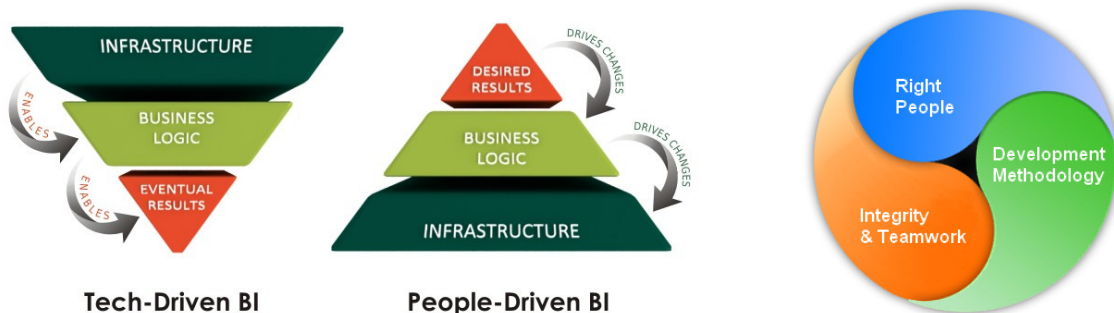 INFRASTRUCTURE
ENABLES
BUSINESS
LOGIC
ENABLES
EVENTUAL
RESULTS
Tech-Driven BI
DESIRED
RESULTS
DRIVES CHANGES
BUSINESS
LOGIC
DRIVES CHANGES
INFRASTRUCTURE
People-Driven BI
Right
People
Development
Methodology
Integrity
& Teamwork